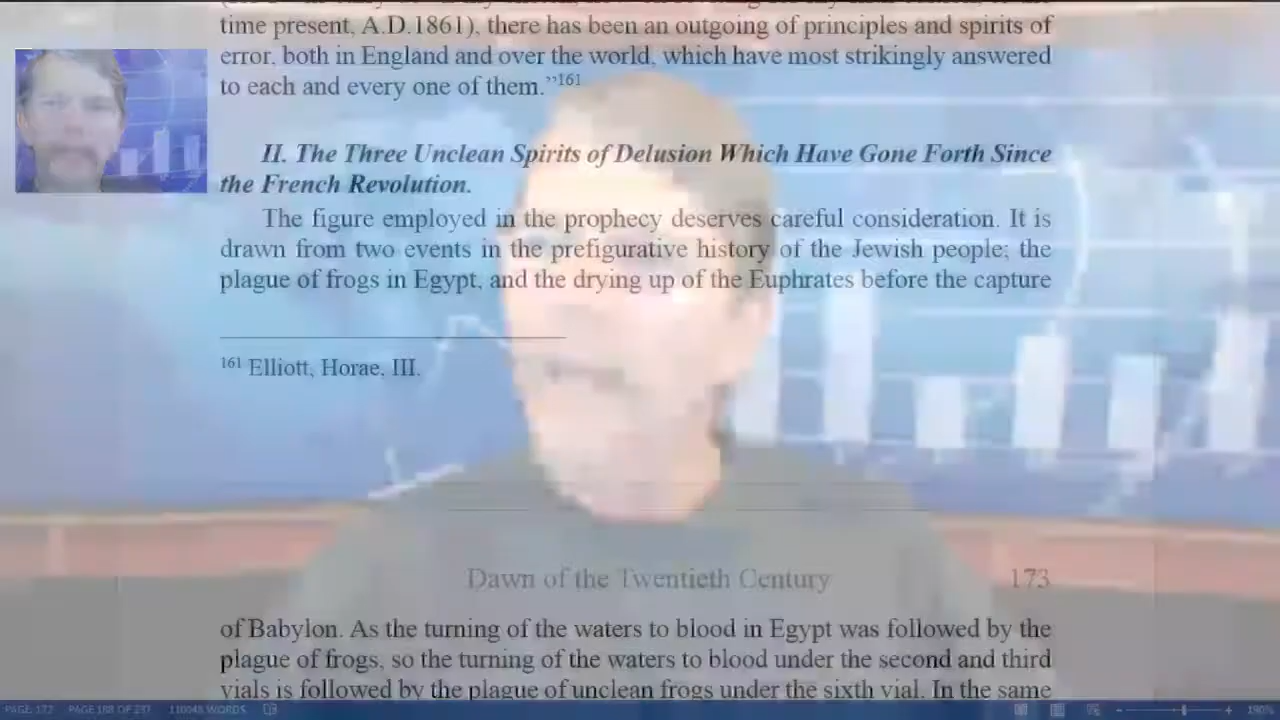 time present, A.D.1861), there has been an outgoing of principles and spirits of
error, both in England and over the world, which have most strikingly answered
to each and every one of them.”161
II. The Three Unclean Spirits of Delusion Which Have Gone Forth Since
the French Revolution.
The figure employed in the prophecy deserves careful consideration. It is
drawn from two events in the prefigurative history of the Jewish people; the
plague of frogs in Egypt, and the drying up of the Euphrates before the capture
161 Elliott, Horae, III.
Dawn of the Twentieth Century 173
of Babylon. As the turning of the waters to blood in Egypt was followed by the
plague of frogs, so the turning of the waters to blood under the second and third
vials is followed by the plague of unclean frogs under the sixth vial. In the same
PAGE 188 OF 237 WORDS 190%